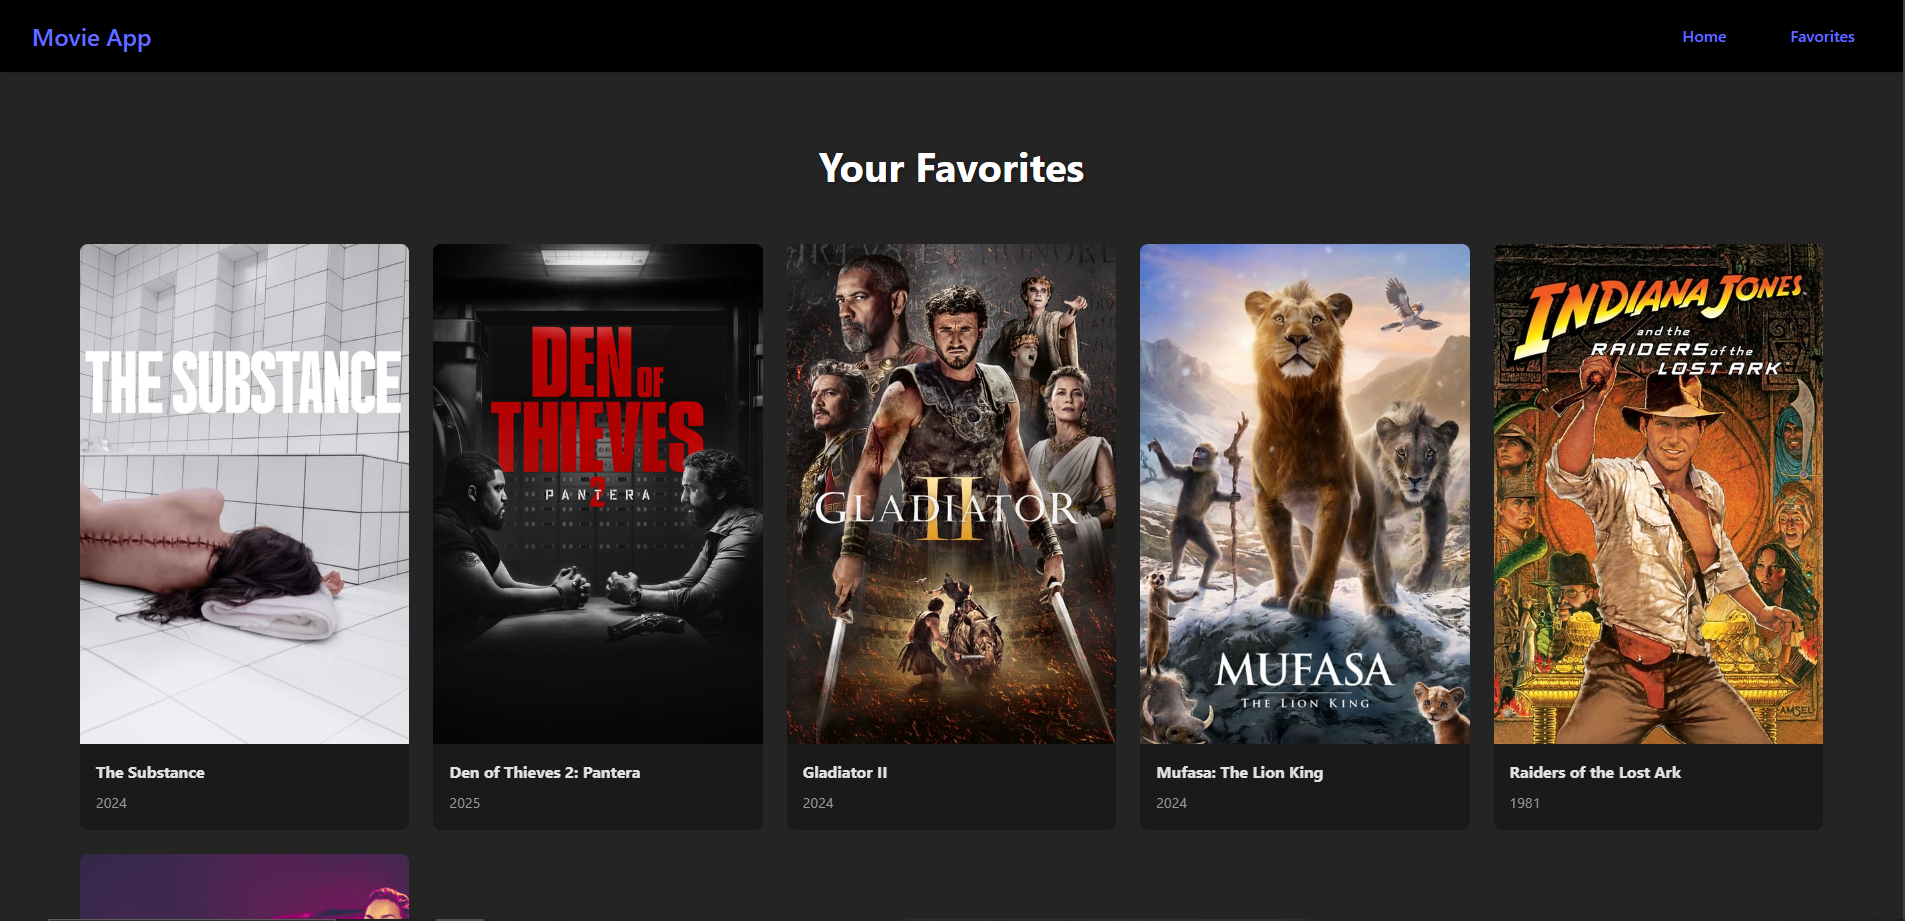 Movie App
Home
Favorites
Your Favorites
THE SUBSTANCE
DEN OF
THIEVES
2
PANTERA
GLADIATOR
II
MUFASA
THE LION KING
INDIANA JONES
and the
RAIDERS of the
LOST ARK
AMSEL
The Substance
2024
Den of Thieves 2: Pantera
2025
Gladiator II
2024
Mufasa: The Lion King
2024
Raiders of the Lost Ark
1981